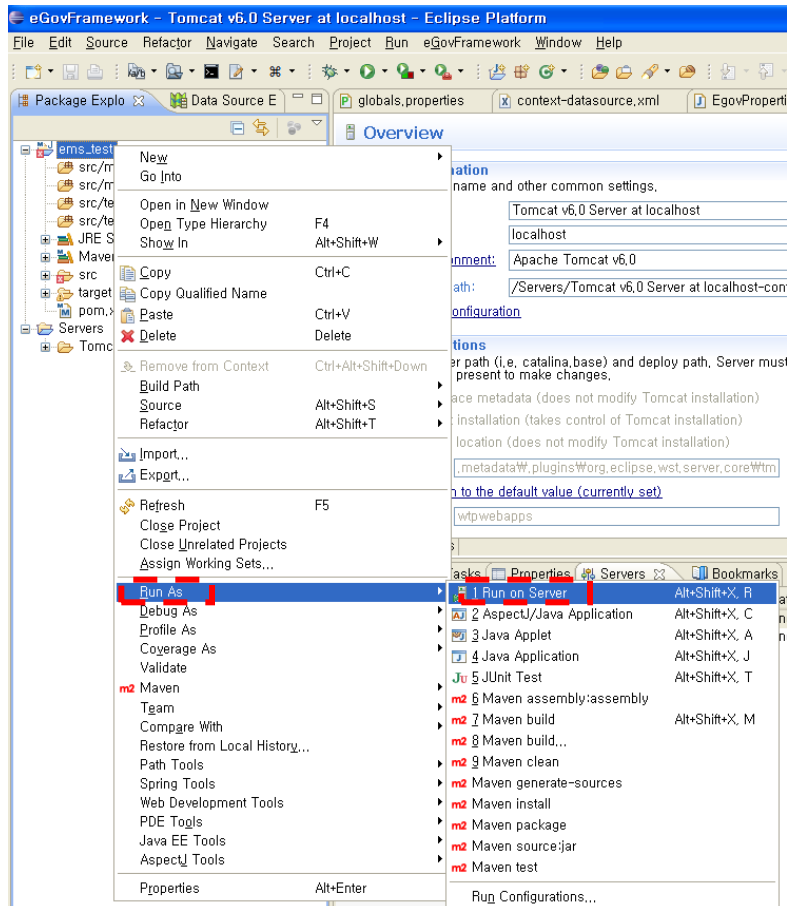 eGovFramework - Tomcat v6.0 Server at localhost - Eclipse Platform
File Edit Source Refactor Navigate Search Project Run eGovFramework Window Help
Package Explo Data Source E
globals.properties context-datasource.xml EgovProperti
Overview
ems_test
src/m
src/m
src/te
src/te
JRE S
Maven
src
target
pom.x
Servers
Tomc
New
Go Into
Open in New Window
Open Type Hierarchy F4
Show In Alt+Shift+W
Copy Ctrl+C
Copy Qualified Name
Paste Ctrl+V
Delete Delete
Remove from Context Ctrl+Alt+Shift+Down
Build Path
Source Alt+Shift+S
Refactor Alt+Shift+T
Import...
Export...
Refresh F5
Close Project
Close Unrelated Projects
Assign Working Sets...
Run As
Debug As
Profile As
Coverage As
Validate
m2 Maven
Team
Compare With
Restore from Local History...
Path Tools
Spring Tools
Web Development Tools
PDE Tools
Java EE Tools
AspectJ Tools
Properties Alt+Enter
ation
name and other common settings.
Tomcat v6.0 Server at localhost
localhost
onment: Apache Tomcat v6.0
ath: /Servers/Tomcat v6.0 Server at localhost-con
onfiguration
tions
er path (i.e. catalina.base) and deploy path. Server must
present to make changes.
ace metadata (does not modify Tomcat installation)
installation (takes control of Tomcat installation)
location (does not modify Tomcat installation)
.metadata₩.plugins₩org.eclipse.wst.server.core₩tm
n to the default value (currently set)
wtpwebapps
asks Properties Servers Bookmarks
1 Run on Server Alt+Shift+X, R
2 AspectJ/Java Application Alt+Shift+X, C
3 Java Applet Alt+Shift+X, A
4 Java Application Alt+Shift+X, J
Ju 5 JUnit Test Alt+Shift+X, T
m2 6 Maven assembly:assembly
m2 7 Maven build Alt+Shift+X, M
m2 8 Maven build...
m2 9 Maven clean
m2 Maven generate-sources
m2 Maven install
m2 Maven package
m2 Maven source:jar
m2 Maven test
Run Configurations...